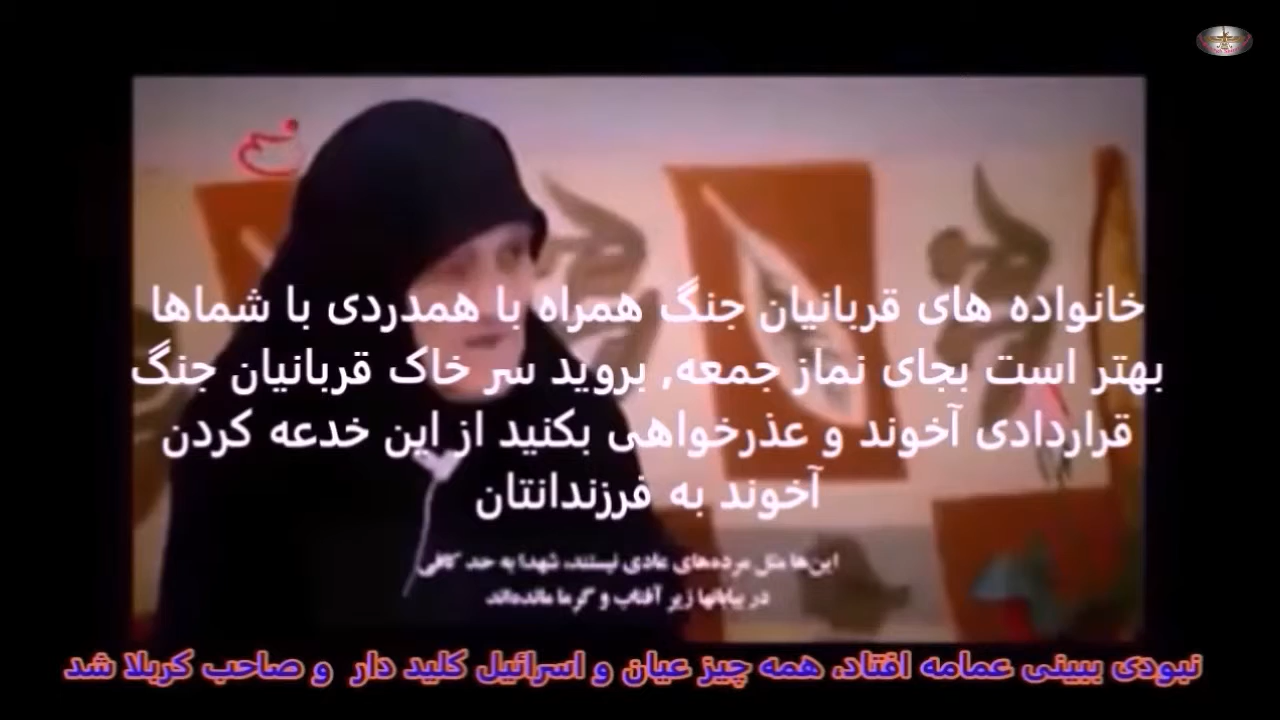 خانواده های قربانیان جنگ همراه با همدردی با شماها
بهتر است بجای نماز جمعه, بروید سر خاک قربانیان جنگ
قراردادی آخوند و عذرخواهی بکنید از این خدعه کردن
آخوند به فرزندانتان
این‌ها مثل مرده‌های عادی نیستند، شهدا به حد کافی
در بیابانها زیر آفتاب و گرما مانده‌اند
نبودی ببینی عمامه افتاد، همه چیز عیان و اسرائیل کلید دار و صاحب کربلا شد